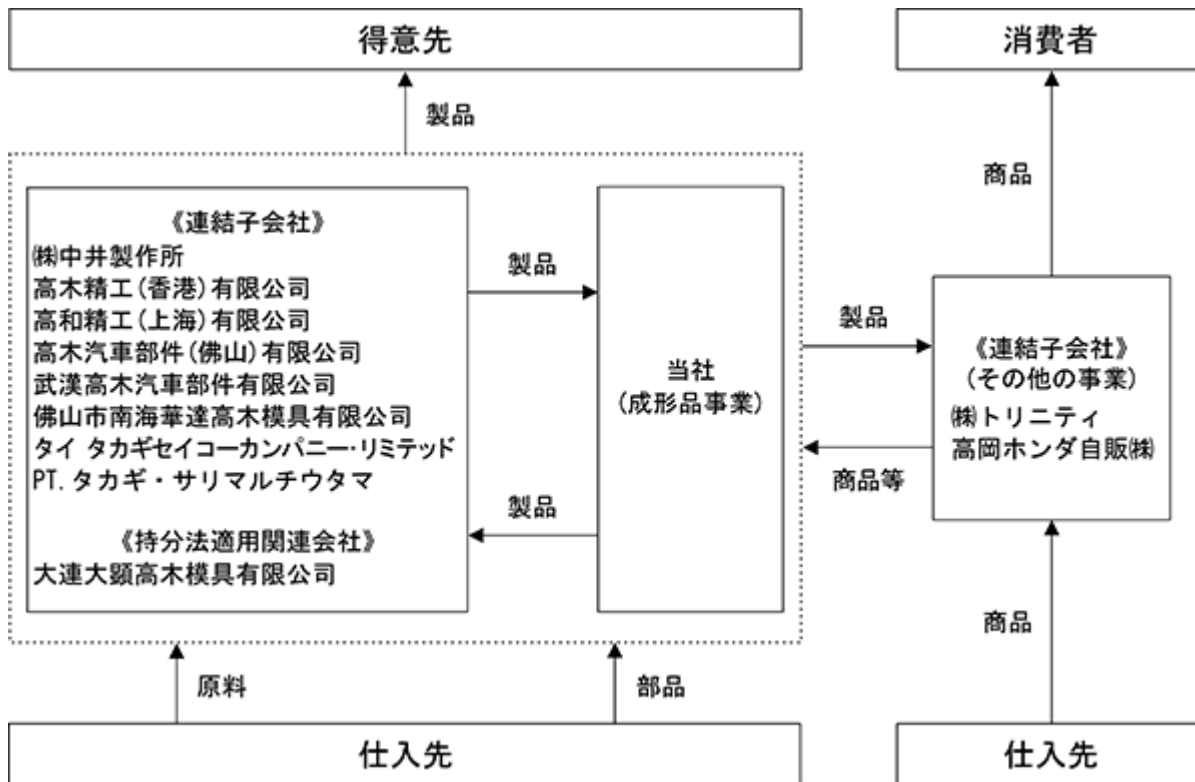 得意先
消費者
製品
商品
《連結子会社》
㈱中井製作所
高木精工(香港)有限公司
高和精工(上海)有限公司
高木汽車部件(佛山)有限公司
武漢高木汽車部件有限公司
佛山市南海華達高木模具有限公司
タイ タカギセイコーカンパニー・リミテッド
PT.タカギ・サリマルチウタマ
《持分法適用関連会社》
大連大顕高木模具有限公司
製品
製品
当社
(成形品事業)
製品
商品等
《連結子会社》
(その他の事業)
㈱トリニティ
高岡ホンダ自販㈱
原料
部品
商品
仕入先
仕入先